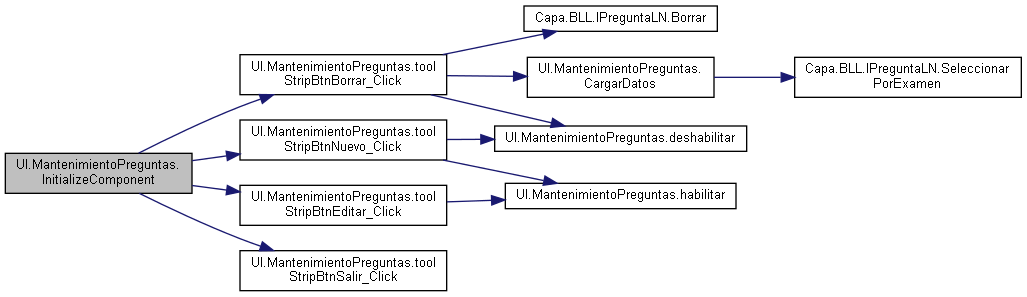 UI.MantenimientoPreguntas.
InitializeComponent
UI.MantenimientoPreguntas.tool
StripBtnBorrar_Click
UI.MantenimientoPreguntas.tool
StripBtnNuevo_Click
UI.MantenimientoPreguntas.tool
StripBtnEditar_Click
UI.MantenimientoPreguntas.tool
StripBtnSalir_Click
Capa.BLL.IPreguntaLN.Borrar
UI.MantenimientoPreguntas.
CargarDatos
UI.MantenimientoPreguntas.deshabilitar
UI.MantenimientoPreguntas.habilitar
Capa.BLL.IPreguntaLN.Seleccionar
PorExamen